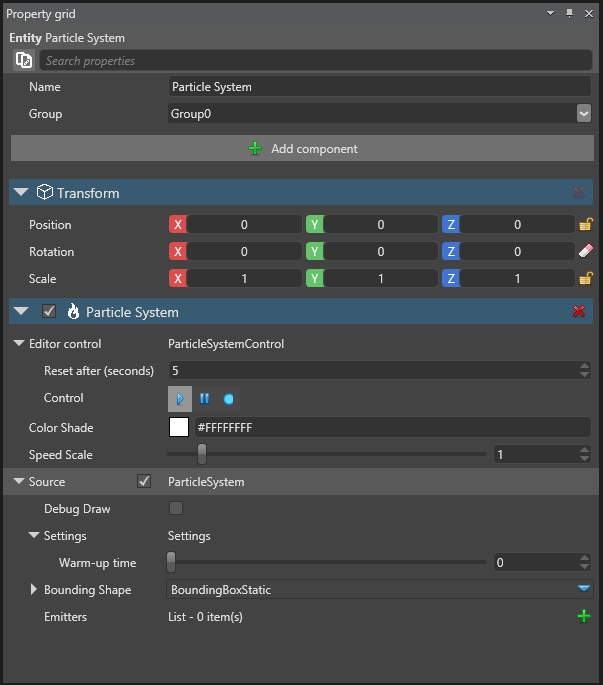 Property grid
Entity Particle System
Search properties
Name Particle System
Group Group0
Add component
Transform
Position X 0 Y 0 Z 0
Rotation X 0 Y 0 Z 0
Scale X 1 Y 1 Z 1
Particle System
Editor control ParticleSystemControl
Reset after (seconds) 5
Control
Color Shade #FFFFFFFF
Speed Scale 1
Source ParticleSystem
Debug Draw
Settings Settings
Warm-up time 0
Bounding Shape BoundingBoxStatic
Emitters List - 0 item(s)